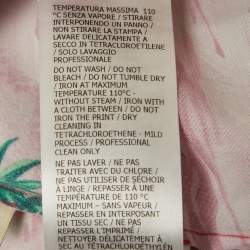 TEMPERATURA MASSIMA 110
°C SENZA VAPORE / STIRARE
INTERPONENDO UN PANNO /
NON STIRARE LA STAMPA /
LAVARE DELICATAMENTE A
SECCO IN TETRACLOROETILENE
/ SOLO LAVAGGIO
PROFESSIONALE
DO NOT WASH / DO NOT
BLEACH / DO NOT TUMBLE DRY
/ IRON AT MAXIMUM
TEMPERATURE 110°C -
WITHOUT STEAM / IRON WITH
A CLOTH BETWEEN / DO NOT
IRON THE PRINT / DRY
CLEANING IN
TETRACHLOROETHENE - MILD
PROCESS / PROFESSIONAL
CLEAN ONLY
NE PAS LAVER / NE PAS
TRAITER AVEC DU CHLORE /
NE PAS UTILISER DE SÉCHOIR
À LINGE / REPASSER À UNE
TEMPÉRATURE DE 110 °C
MAXIMUM - SANS VAPEUR /
REPASSER EN INTERPOSANT
UN TISSU SEC / NE PAS
REPASSER L'IMPRIMÉ /
NETTOYER DÉLICATEMENT À
SEC AU TÉTRACHLOROÉTHYLÈN